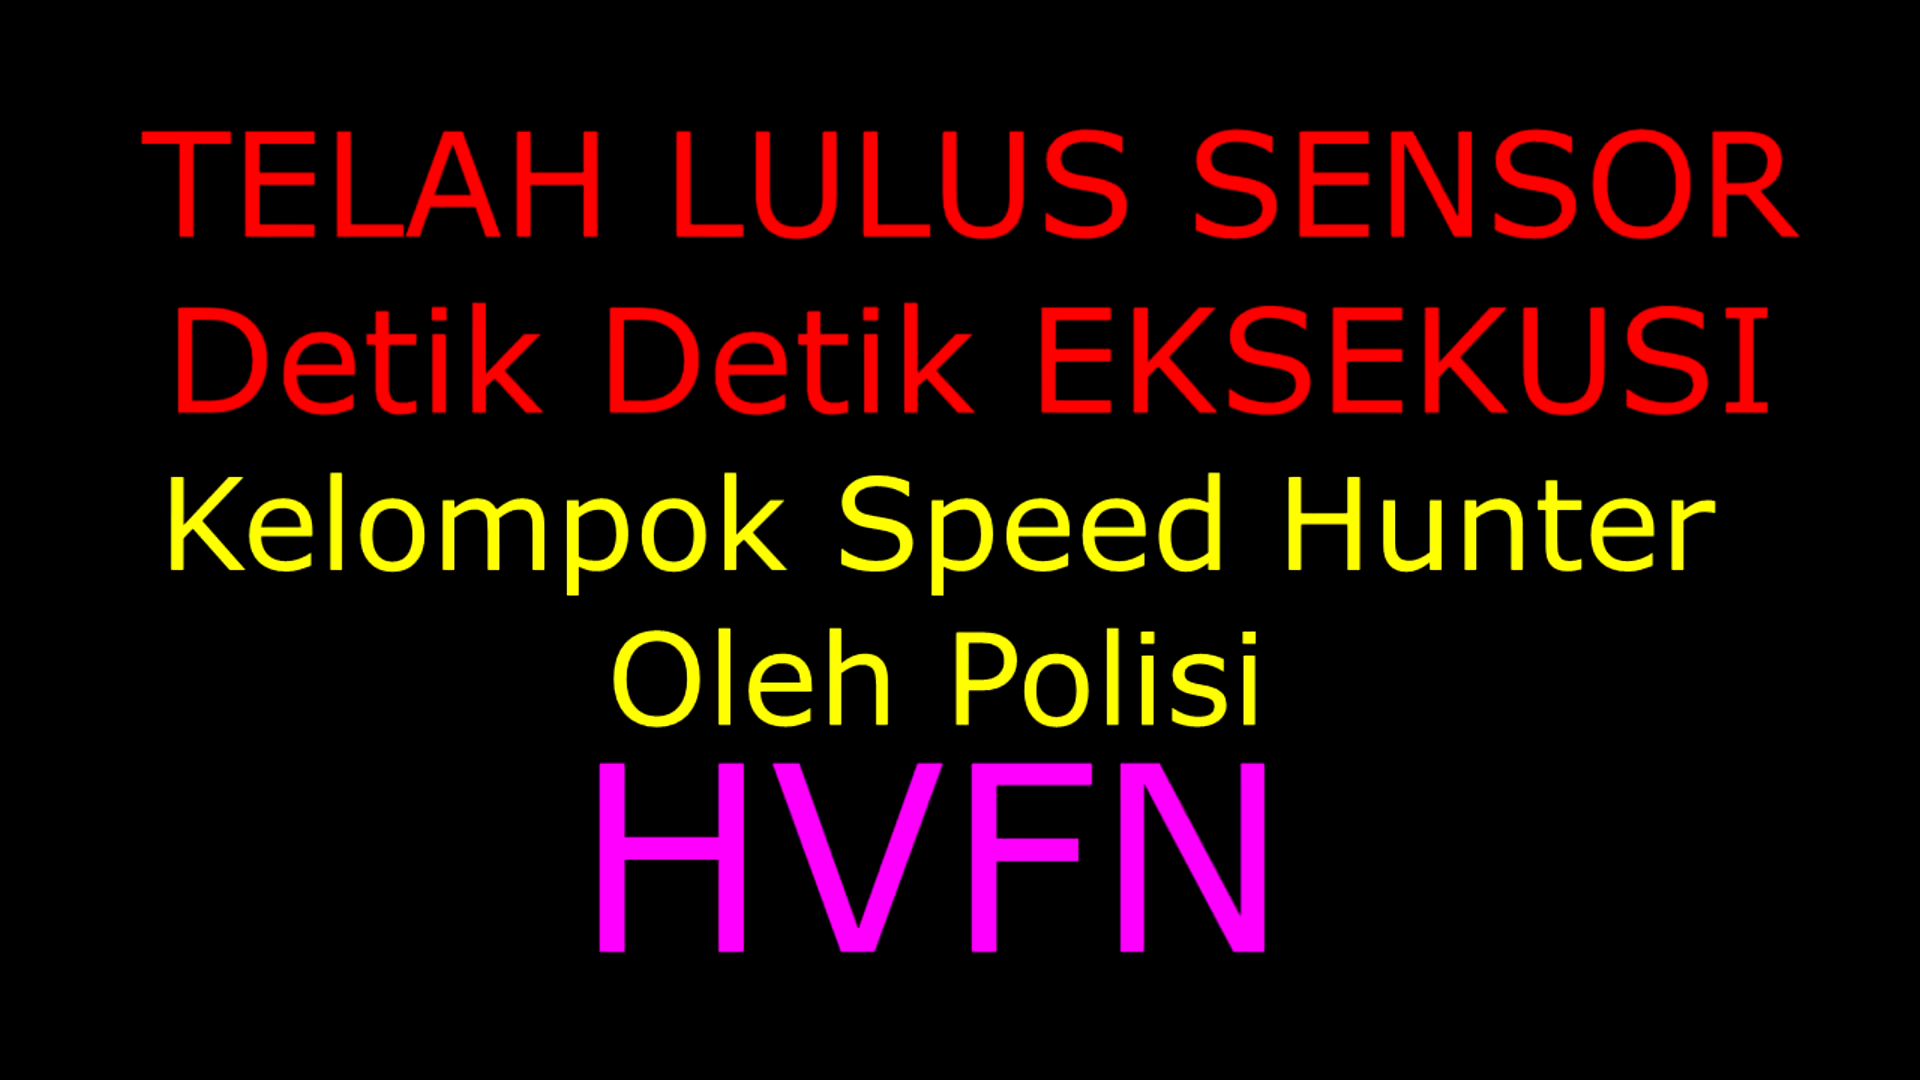 TELAH LULUS SENSOR
Detik Detik EKSEKUSI
Kelompok Speed Hunter
Oleh Polisi
HVFN